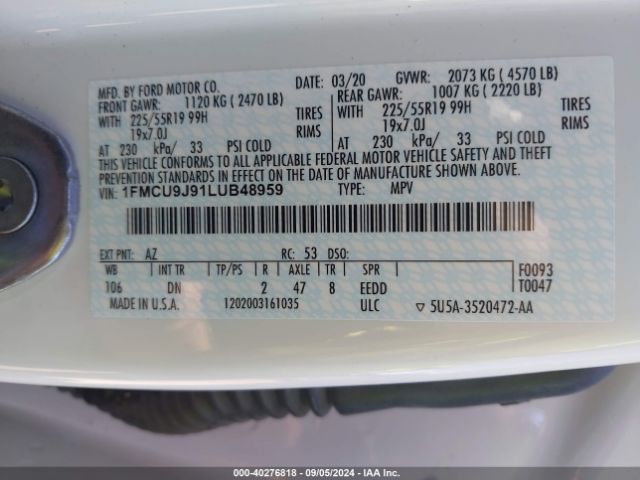 MFD. BY FORD MOTOR CO. DATE: 03/20 GVWR: 2073 KG ( 4570 LB)
FRONT GAWR: 1120 KG ( 2470 LB) REAR GAWR: 1007 KG ( 2220 LB)
WITH 225/55R19 99H TIRES WITH 225/55R19 99H TIRES
19x7.0J RIMS 19x7.0J RIMS
AT 230 kPa/ 33 PSI COLD AT 230 kPa/ 33 PSI COLD
THIS VEHICLE CONFORMS TO ALL APPLICABLE FEDERAL MOTOR VEHICLE SAFETY AND THEFT
PREVENTION STANDARDS IN EFFECT ON THE DATE OF MANUFACTURE SHOWN ABOVE.
VIN: 1FMCU9J91LUB48959 TYPE: MPV
EXT PNT: AZ RC: 53 DSO:
WB INT TR TP/PS R AXLE TR SPR F0093
106 DN 2 47 8 EEDD T0047
MADE IN U.S.A. 1202003161035 ULC ▽ 5U5A-3520472-AA
000-40276818 - 09/05/2024 - IAA Inc.